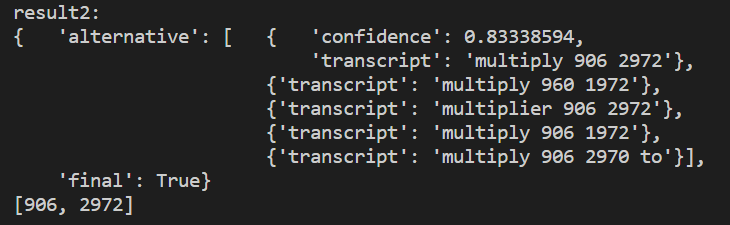 result2:
{   'alternative': [   {   'confidence': 0.83338594,
                           'transcript': 'multiply 906 2972'},
                       {'transcript': 'multiply 960 1972'},
                       {'transcript': 'multiplier 906 2972'},
                       {'transcript': 'multiply 906 1972'},
                       {'transcript': 'multiply 906 2970 to'}],
    'final': True}
[906, 2972]